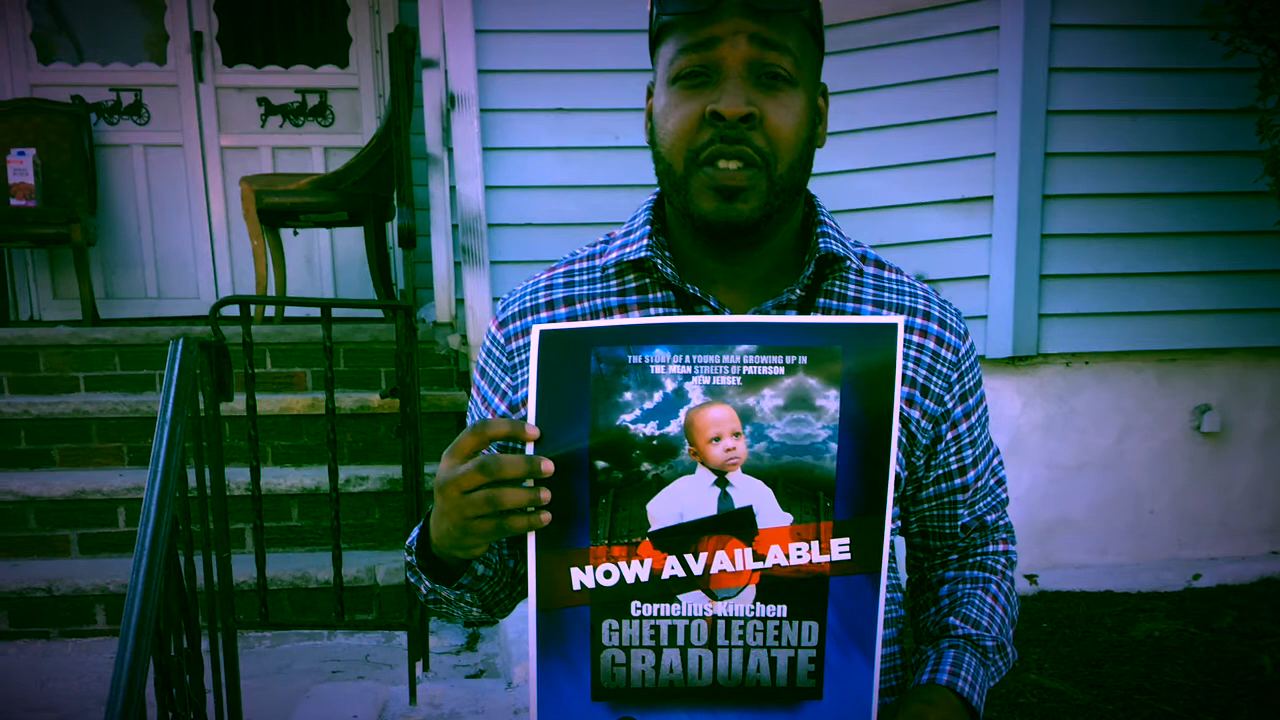 THE STORY OF A YOUNG MAN GROWING UP IN
THE MEAN STREETS OF PATERSON
NEW JERSEY.
NOW AVAILABLE
Cornelius Kinchen
GHETTO LEGEND
GRADUATE